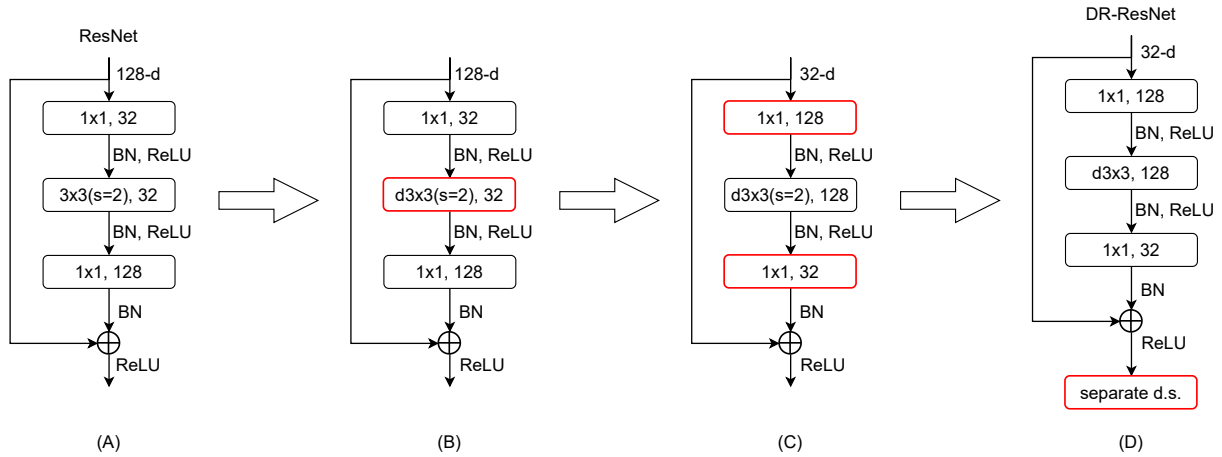 ResNet
128-d
1x1, 32
BN, ReLU
3x3(s=2), 32
BN, ReLU
1x1, 128
BN
ReLU
(A)
128-d
1x1, 32
BN, ReLU
d3x3(s=2), 32
BN, ReLU
1x1, 128
BN
ReLU
(B)
32-d
1x1, 128
BN, ReLU
d3x3(s=2), 128
BN, ReLU
1x1, 32
BN
ReLU
(C)
DR-ResNet
32-d
1x1, 128
BN, ReLU
d3x3, 128
BN, ReLU
1x1, 32
BN
ReLU
separate d.s.
(D)